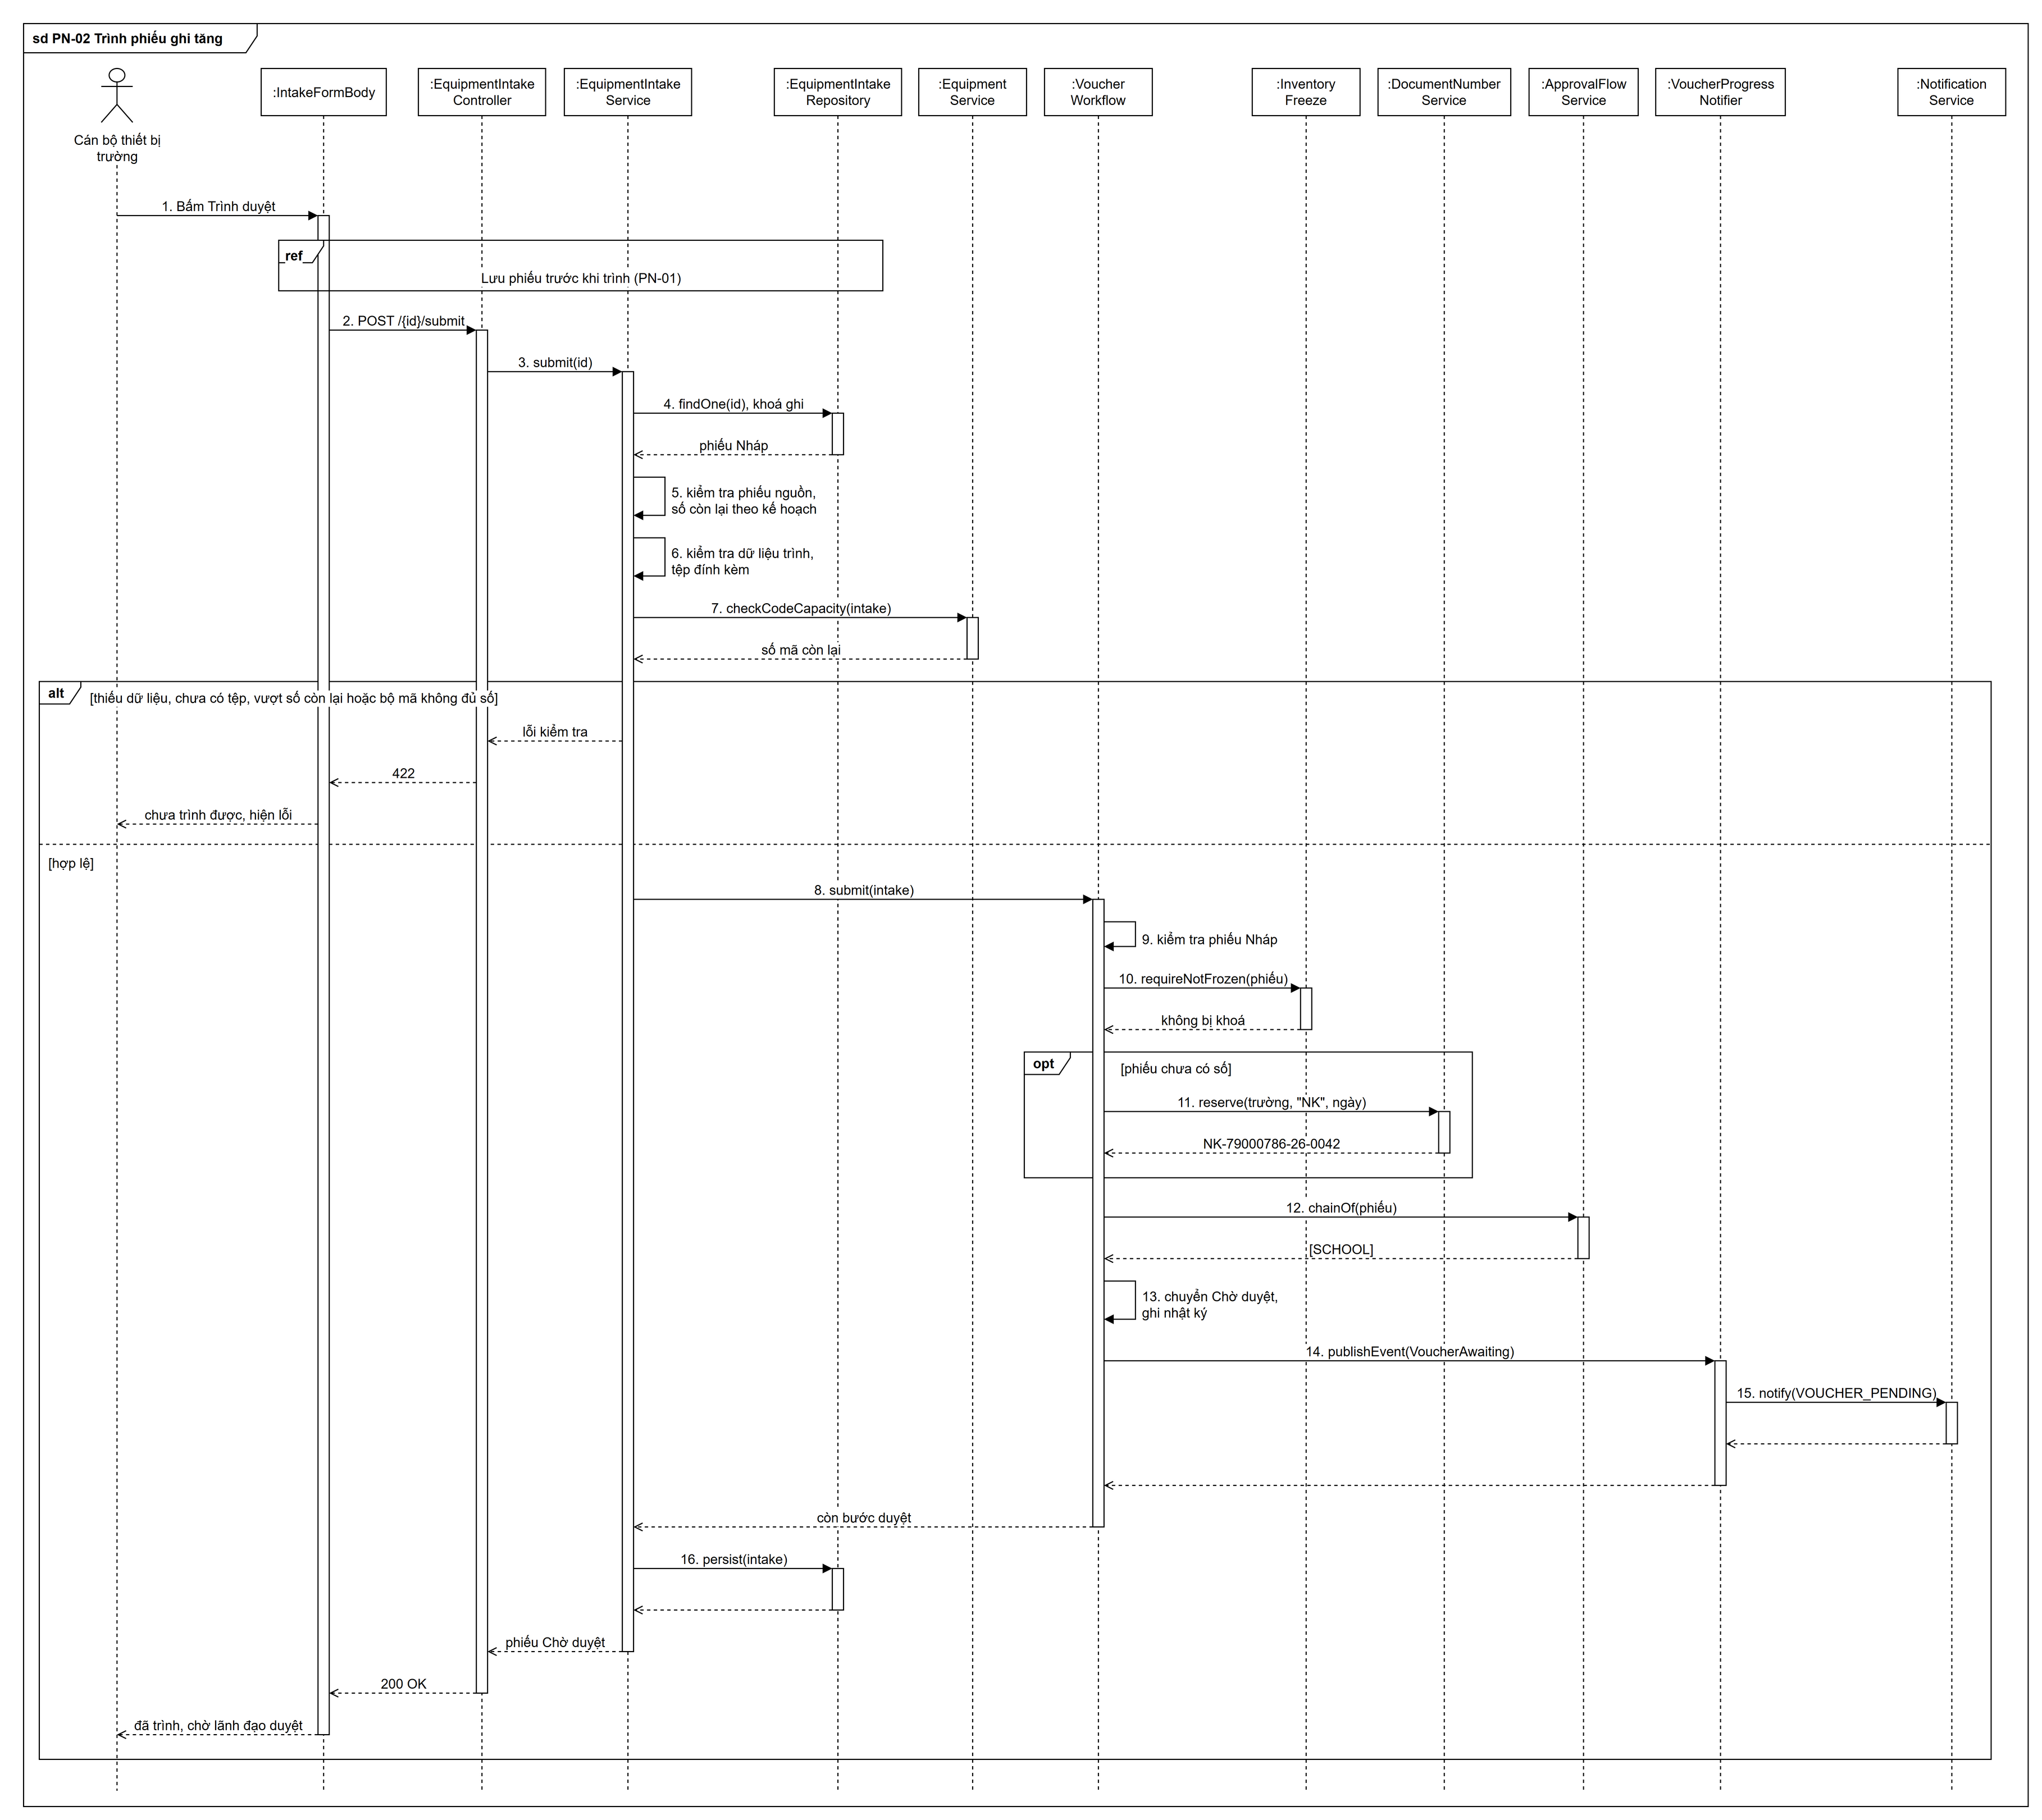 sd PN-02 Trình phiếu ghi tăng
Cán bộ thiết bị
trường
:IntakeFormBody
:EquipmentIntake
Controller
:EquipmentIntake
Service
:EquipmentIntake
Repository
:Equipment
Service
:Voucher
Workflow
:Inventory
Freeze
:DocumentNumber
Service
:ApprovalFlow
Service
:VoucherProgress
Notifier
:Notification
Service
1. Bấm Trình duyệt
ref
Lưu phiếu trước khi trình (PN-01)
2. POST /{id}/submit
3. submit(id)
4. findOne(id), khoá ghi
phiếu Nháp
5. kiểm tra phiếu nguồn,
số còn lại theo kế hoạch
6. kiểm tra dữ liệu trình,
tệp đính kèm
7. checkCodeCapacity(intake)
số mã còn lại
alt
[thiếu dữ liệu, chưa có tệp, vượt số còn lại hoặc bộ mã không đủ số]
lỗi kiểm tra
422
chưa trình được, hiện lỗi
[hợp lệ]
8. submit(intake)
9. kiểm tra phiếu Nháp
10. requireNotFrozen(phiếu)
không bị khoá
opt
[phiếu chưa có số]
11. reserve(trường, "NK", ngày)
NK-79000786-26-0042
12. chainOf(phiếu)
[SCHOOL]
13. chuyển Chờ duyệt,
ghi nhật ký
14. publishEvent(VoucherAwaiting)
15. notify(VOUCHER_PENDING)
còn bước duyệt
16. persist(intake)
phiếu Chờ duyệt
200 OK
đã trình, chờ lãnh đạo duyệt